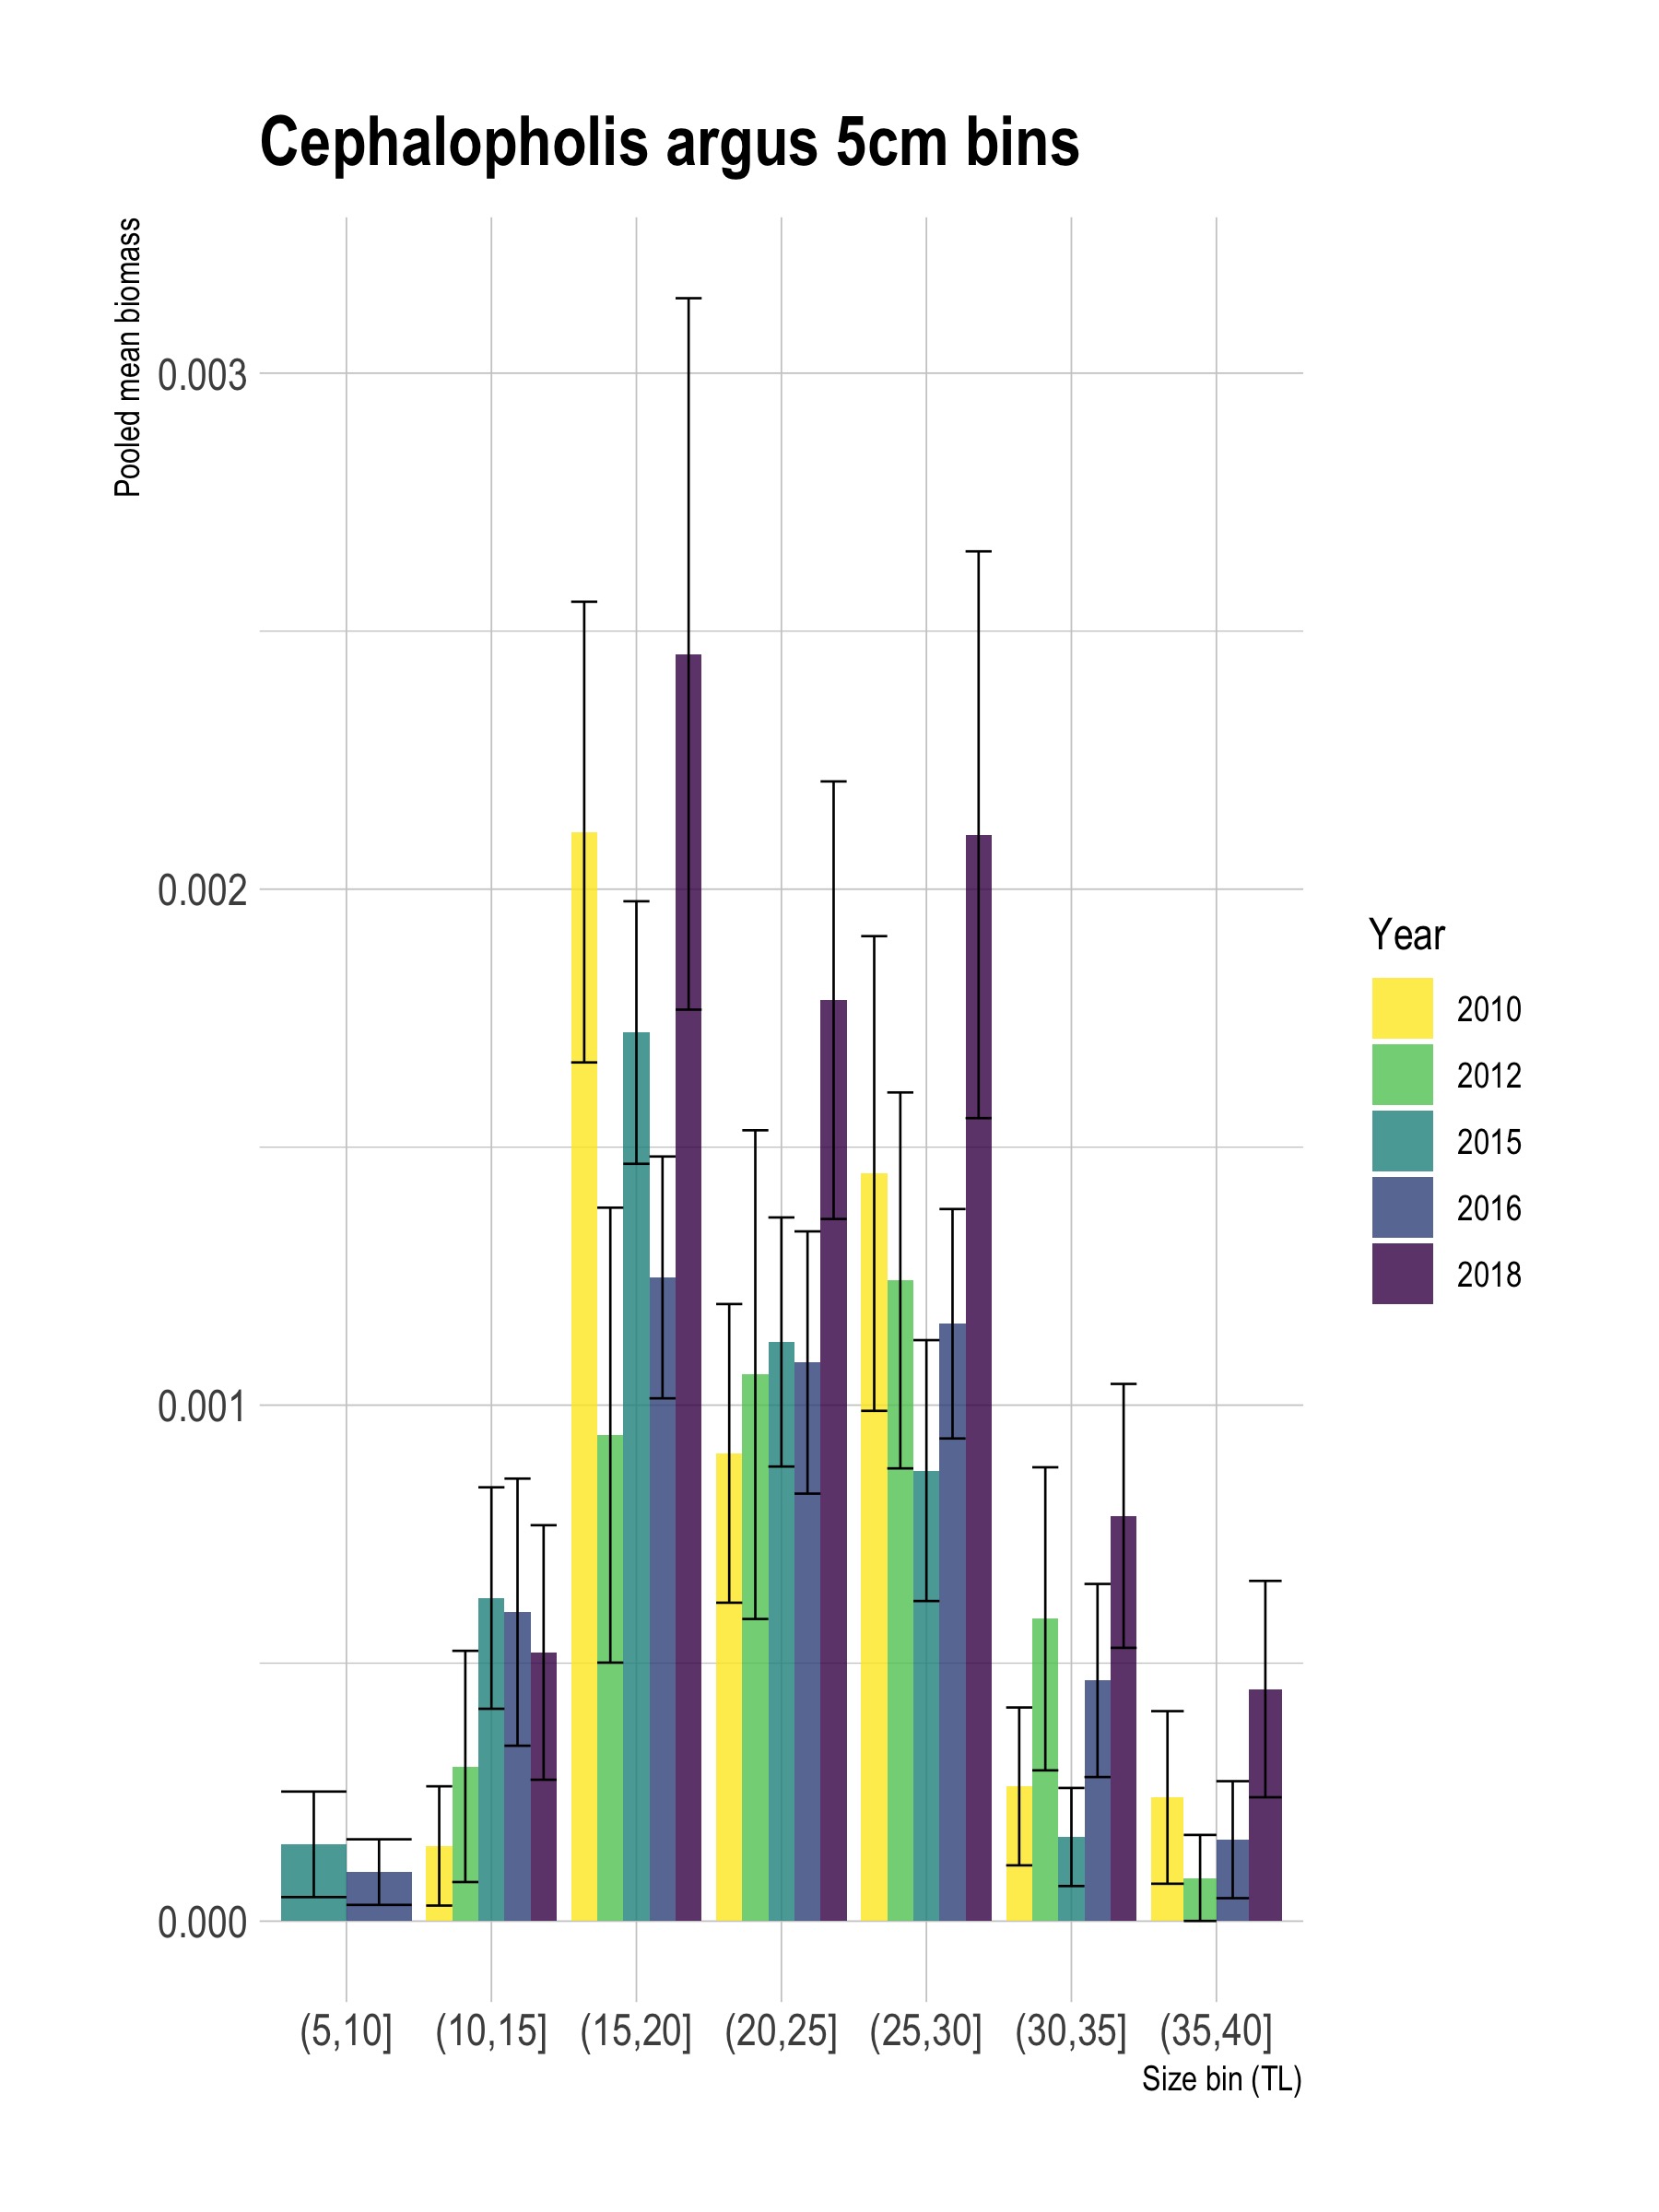 Cephalopholis argus 5cm bins
Pooled mean biomass
0.003
0.002
0.001
0.000
(5,10] (10,15] (15,20] (20,25] (25,30] (30,35] (35,40]
Size bin (TL)
Year
2010
2012
2015
2016
2018